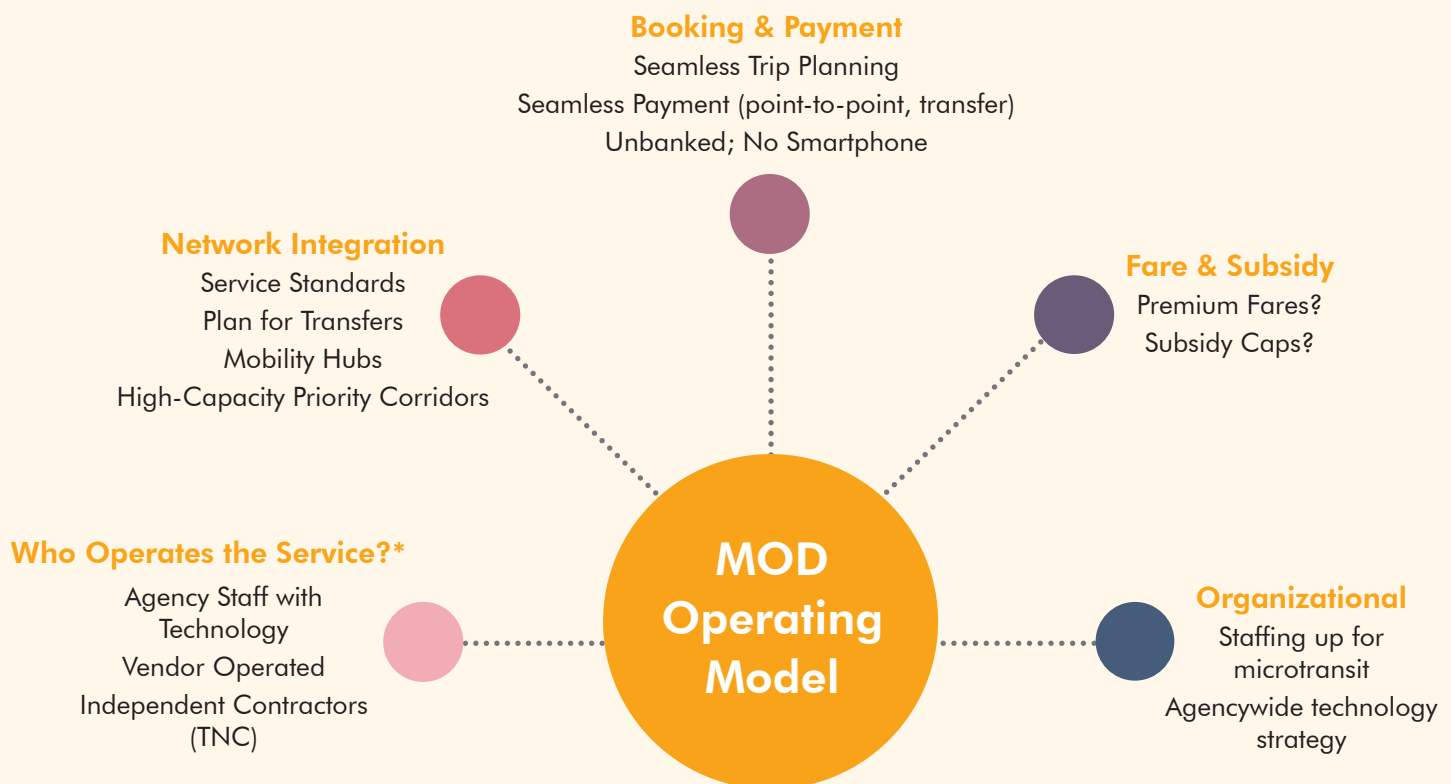 Booking & Payment
Seamless Trip Planning
Seamless Payment (point-to-point, transfer)
Unbanked; No Smartphone
Network Integration
Service Standards
Plan for Transfers
Mobility Hubs
High-Capacity Priority Corridors
Fare & Subsidy
Premium Fares?
Subsidy Caps?
Who Operates the Service?*
Agency Staff with
Technology
Vendor Operated
Independent Contractors
(TNC)
MOD
Operating
Model
Organizational
Staffing up for
microtransit
Agencywide technology
strategy